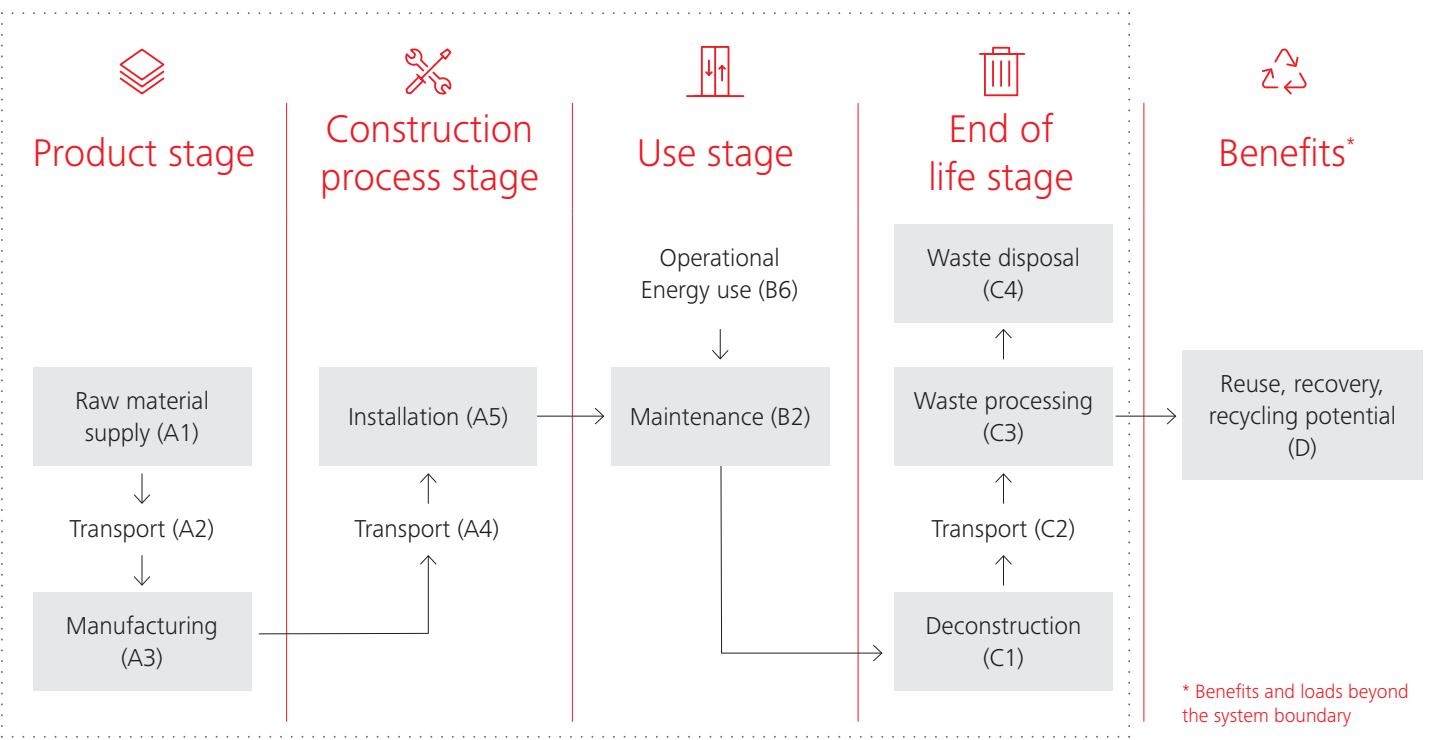 Product stage
Raw material
supply (A1)
Transport (A2)
Manufacturing
(A3)
Construction
process stage
Installation (A5)
Transport (A4)
Use stage
Operational
Energy use (B6)
Maintenance (B2)
End of
life stage
Waste disposal
(C4)
Waste processing
(C3)
Transport (C2)
Deconstruction
(C1)
Benefits*
Reuse, recovery,
recycling potential
(D)
* Benefits and loads beyond
the system boundary